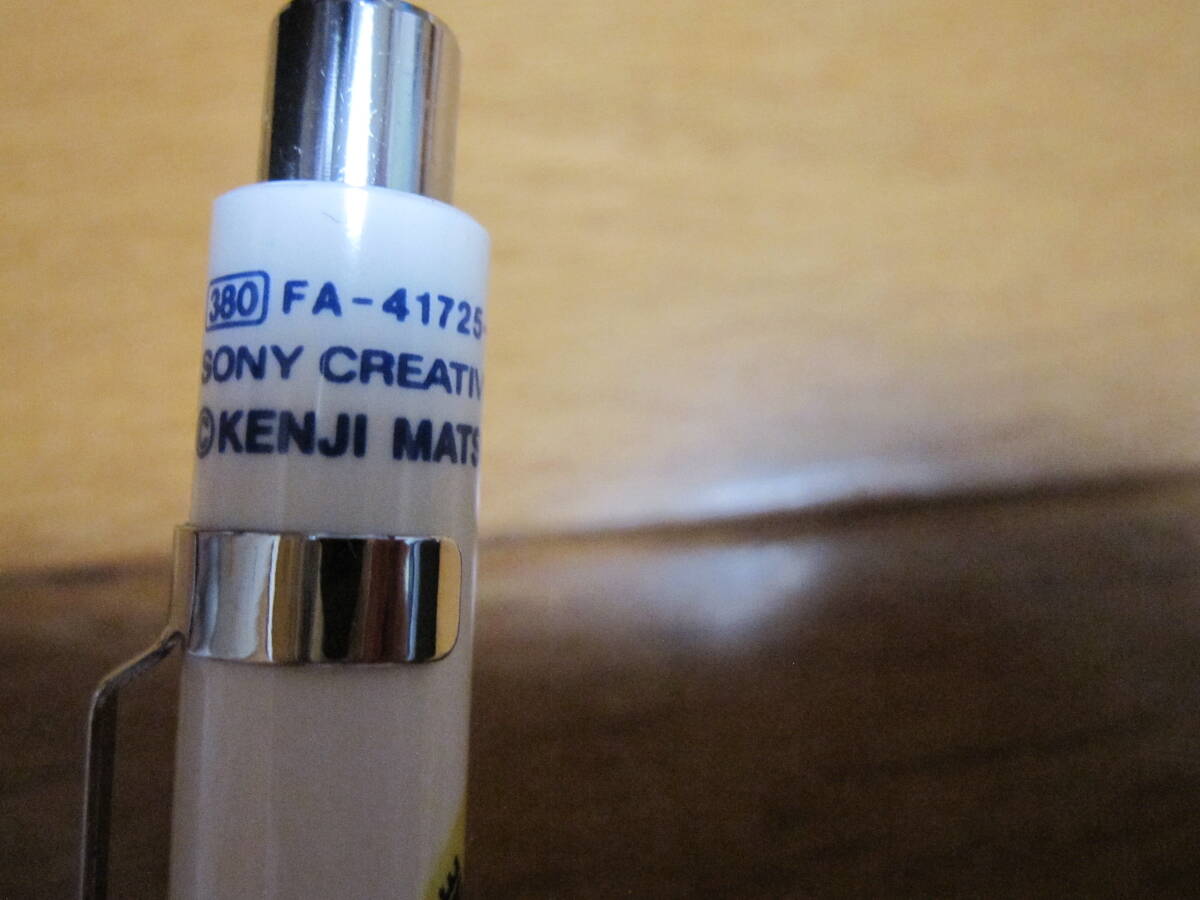 380 FA-41725-
SONY CREATIV
©KENJI MATS